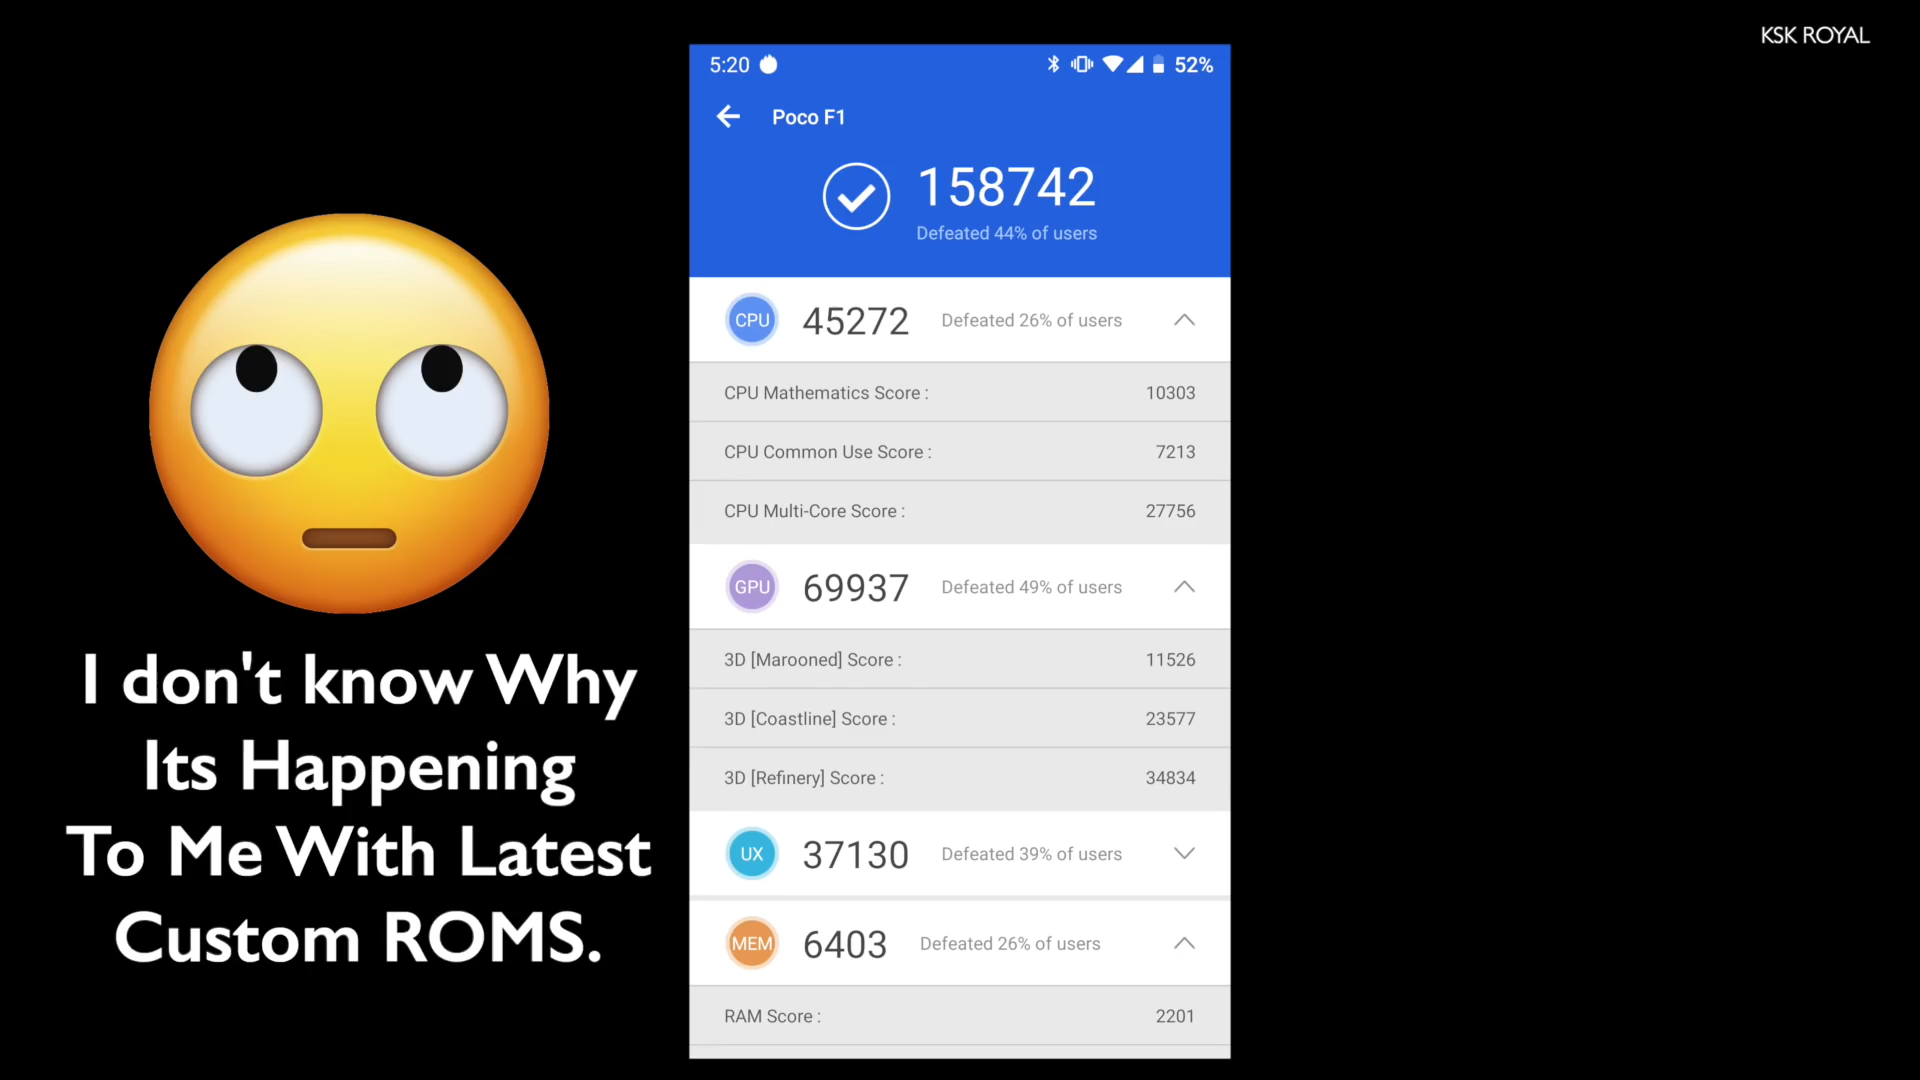 KSK ROYAL
5:20 52%
Poco F1
158742
Defeated 44% of users
CPU 45272 Defeated 26% of users
CPU Mathematics Score : 10303
CPU Common Use Score : 7213
CPU Multi-Core Score : 27756
GPU 69937 Defeated 49% of users
3D [Marooned] Score : 11526
3D [Coastline] Score : 23577
3D [Refinery] Score : 34834
UX 37130 Defeated 39% of users
MEM 6403 Defeated 26% of users
RAM Score : 2201
I don't know Why
Its Happening
To Me With Latest
Custom ROMS.